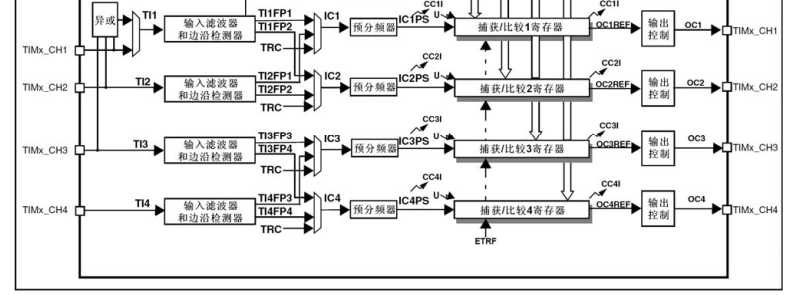 CC1I CC1I
异或 TI1 输入滤波器 和边沿检测器 TI1FP1 TI1FP2 TRC IC1 预分频器 IC1PS U 捕获/比较1寄存器 OC1REF 输出 控制 OC1
TIMx_CH1 TIMx_CH1
CC2I CC2I
TIMx_CH2 TI2 输入滤波器 和边沿检测器 TI2FP1 TI2FP2 TRC IC2 预分频器 IC2PS U 捕获/比较2寄存器 OC2REF 输出 控制 OC2 TIMx_CH2
CC3I CC3I
TIMx_CH3 TI3 输入滤波器 和边沿检测器 TI3FP3 TI3FP4 TRC IC3 预分频器 IC3PS U 捕获/比较3寄存器 OC3REF 输出 控制 OC3 TIMx_CH3
CC4I CC4I
TIMx_CH4 TI4 输入滤波器 和边沿检测器 TI4FP3 TI4FP4 TRC IC4 预分频器 IC4PS U 捕获/比较4寄存器 OC4REF 输出 控制 OC4 TIMx_CH4
ETRF